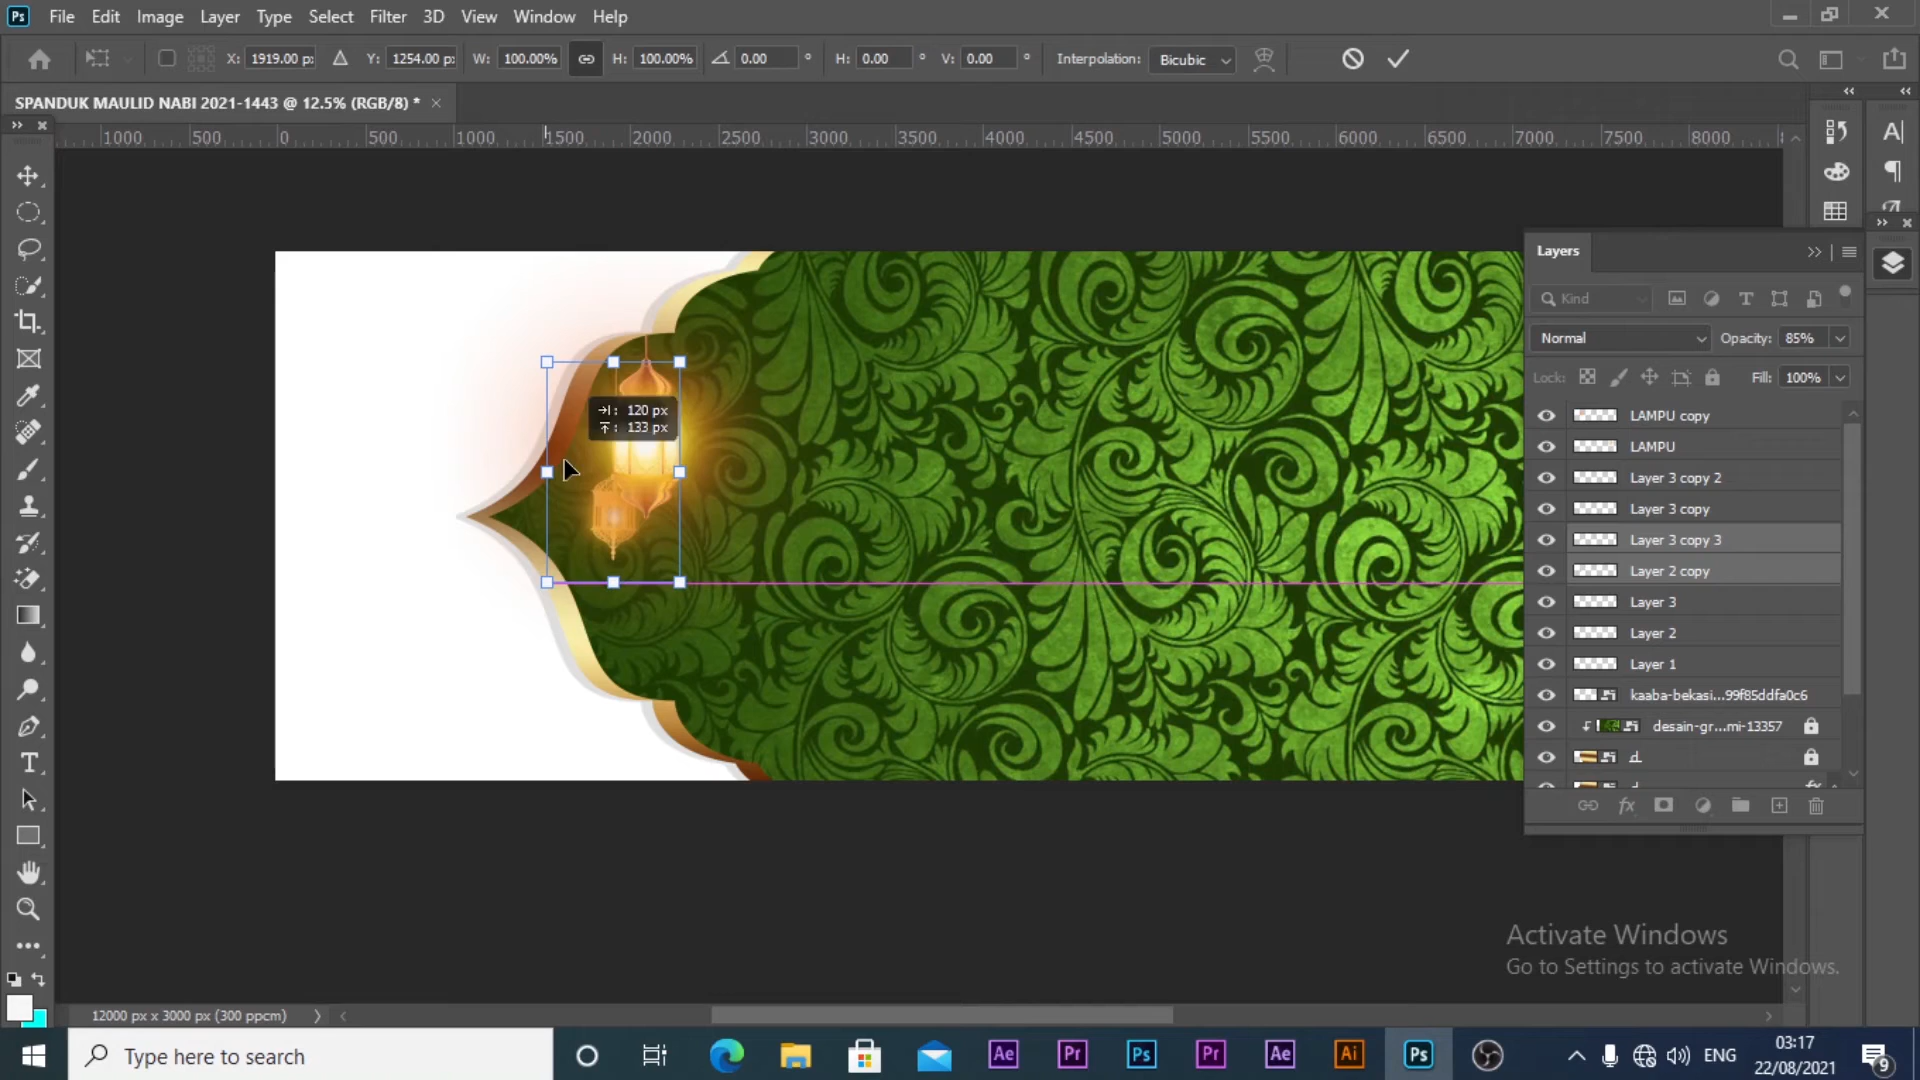 Ps File Edit Image Layer Type Select Filter 3D View Window Help
X: 1919.00 p: Y: 1254.00 p: W: 100.00% H: 100.00% 0.00 ° H: 0.00 ° V: 0.00 ° Interpolation: Bicubic
SPANDUK MAULID NABI 2021-1443 @ 12.5% (RGB/8) * ×
1000 500 0 500 1000 1500 2000 2500 3000 3500 4000 4500 5000 5500 6000 6500 7000 7500 8000
Layers
Kind
Normal Opacity: 85%
Lock: Fill: 100%
LAMPU copy
LAMPU
Layer 3 copy 2
Layer 3 copy
Layer 3 copy 3
Layer 2 copy
Layer 3
Layer 2
Layer 1
kaaba-bekasi...99f85ddfa0c6
desain-gr...mi-13357
d
: 120 px
: 133 px
Activate Windows
Go to Settings to activate Windows.
12000 px x 3000 px (300 ppcm)
Type here to search
Ae Pr Ps Pr Ae Ai Ps
ENG
03:17
22/08/2021
9